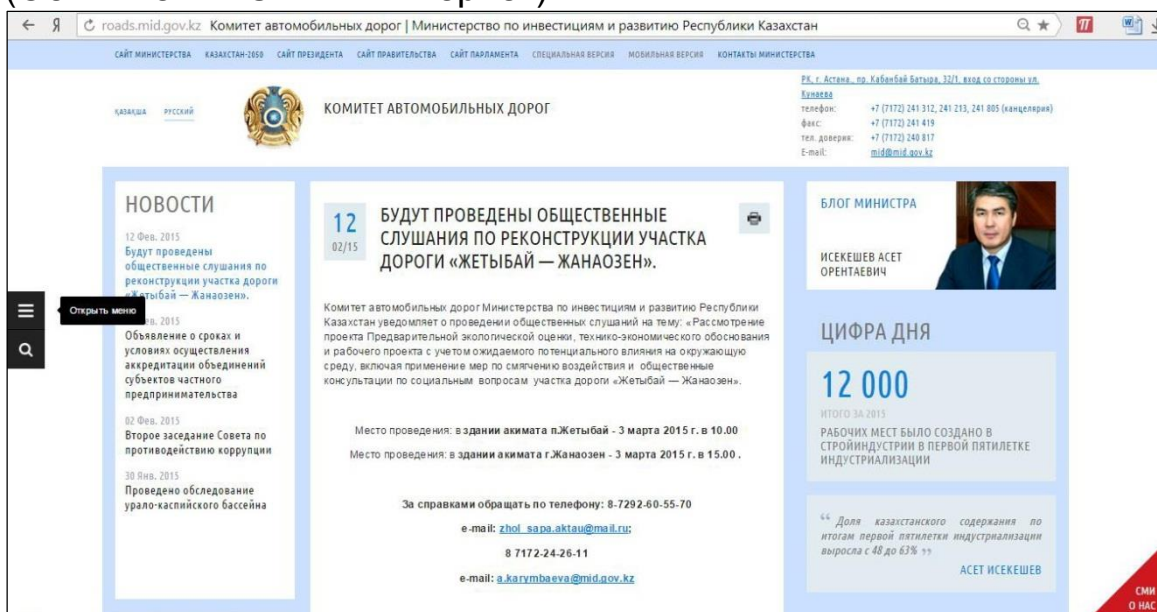 roads.mid.gov.kz Комитет автомобильных дорог | Министерство по инвестициям и развитию Республики Казахстан
САЙТ МИНИСТЕРСТВА КАЗАХСТАН-2050 САЙТ ПРЕЗИДЕНТА САЙТ ПРАВИТЕЛЬСТВА САЙТ ПАРЛАМЕНТА СПЕЦИАЛЬНАЯ ВЕРСИЯ МОБИЛЬНАЯ ВЕРСИЯ КОНТАКТЫ МИНИСТЕРСТВА
ҚАЗАҚША РУССКИЙ
КОМИТЕТ АВТОМОБИЛЬНЫХ ДОРОГ
РК, г. Астана., пр. Кабанбай Батыра, 32/1, вход со стороны ул.
Кунаева
телефон: +7 (7172) 241 312, 241 213, 241 805 (канцелярия)
факс: +7 (7172) 241 419
тел. доверия: +7 (7172) 240 817
E-mail: mid@mid.gov.kz
НОВОСТИ
12 Фев. 2015
Будут проведены
общественные слушания по
реконструкции участка дороги
«Жетыбай — Жанаозен».
Открыть меню
Фев. 2015
Объявление о сроках и
условиях осуществления
аккредитации объединений
субъектов частного
предпринимательства
02 Фев. 2015
Второе заседание Совета по
противодействию коррупции
30 Янв. 2015
Проведено обследование
урало-каспийского бассейна
12
02/15
БУДУТ ПРОВЕДЕНЫ ОБЩЕСТВЕННЫЕ
СЛУШАНИЯ ПО РЕКОНСТРУКЦИИ УЧАСТКА
ДОРОГИ «ЖЕТЫБАЙ — ЖАНАОЗЕН».
Комитет автомобильных дорог Министерства по инвестициям и развитию Республики
Казахстан уведомляет о проведении общественных слушаний на тему: «Рассмотрение
проекта Предварительной экологической оценки, технико-экономического обоснования
и рабочего проекта с учетом ожидаемого потенциального влияния на окружающую
среду, включая применение мер по смягчению воздействия и общественные
консультации по социальным вопросам участка дороги «Жетыбай — Жанаозен».
Место проведения: в здании акимата п.Жетыбай - 3 марта 2015 г. в 10.00
Место проведения: в здании акимата г.Жанаозен - 3 марта 2015 г. в 15.00 .
За справками обращать по телефону: 8-7292-60-55-70
e-mail: zhol_sapa.aktau@mail.ru;
8 7172-24-26-11
e-mail: a.karymbaeva@mid.gov.kz
БЛОГ МИНИСТРА
ИСЕКЕШЕВ АСЕТ
ОРЕНТАЕВИЧ
ЦИФРА ДНЯ
12 000
ИТОГО ЗА 2015
РАБОЧИХ МЕСТ БЫЛО СОЗДАНО В
СТРОЙИНДУСТРИИ В ПЕРВОЙ ПЯТИЛЕТКЕ
ИНДУСТРИАЛИЗАЦИИ
“ Доля казахстанского содержания по
итогам первой пятилетки индустриализации
выросла с 48 до 63% ”
АСЕТ ИСЕКЕШЕВ
СМИ
О НАС